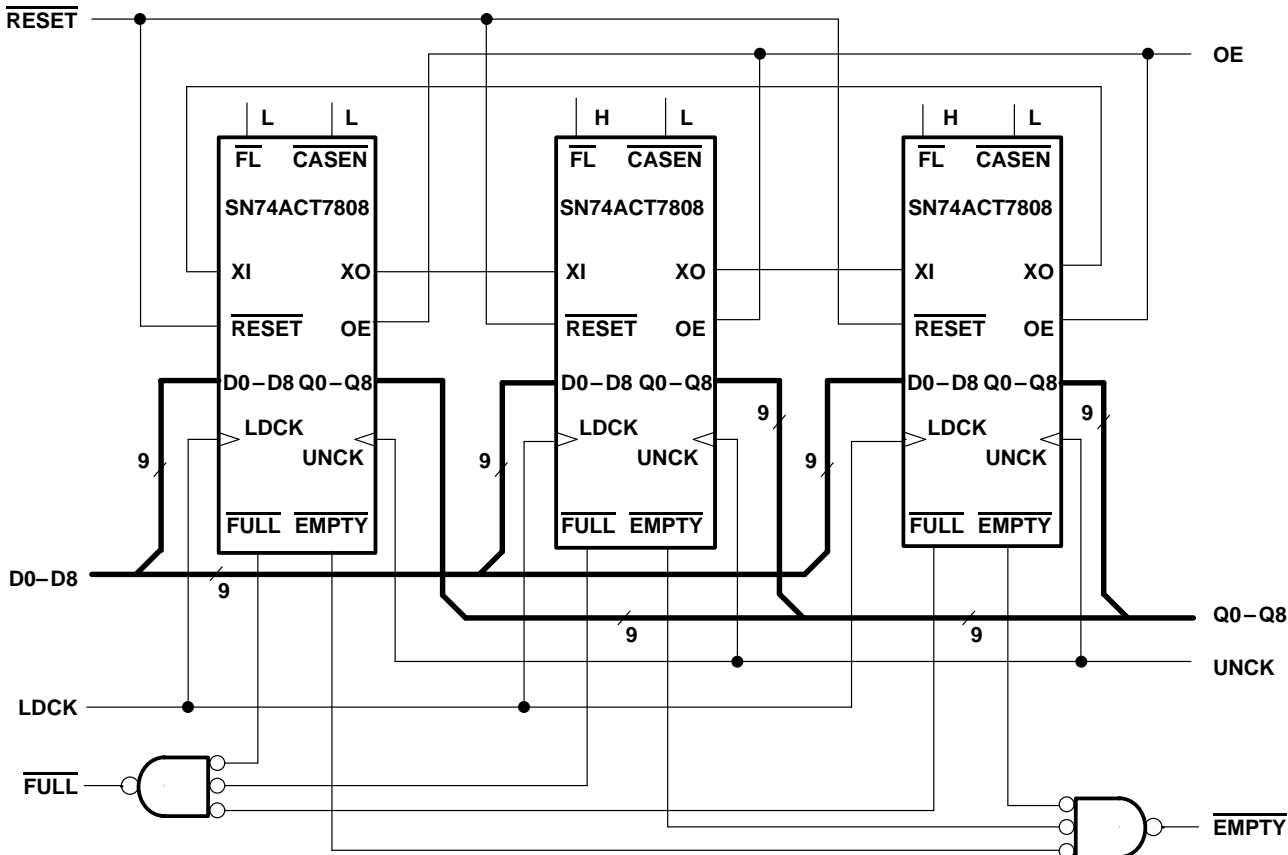 RESET
OE
L L H L H L
FL CASEN FL CASEN FL CASEN
SN74ACT7808 SN74ACT7808 SN74ACT7808
XI XO XI XO XI XO
RESET OE RESET OE RESET OE
D0–D8 Q0–Q8 D0–D8 Q0–Q8 D0–D8 Q0–Q8
9 9
LDCK LDCK LDCK
UNCK UNCK UNCK
9 9 9
FULL EMPTY FULL EMPTY FULL EMPTY
D0–D8
9
Q0–Q8
9 9
UNCK
LDCK
FULL
EMPTY